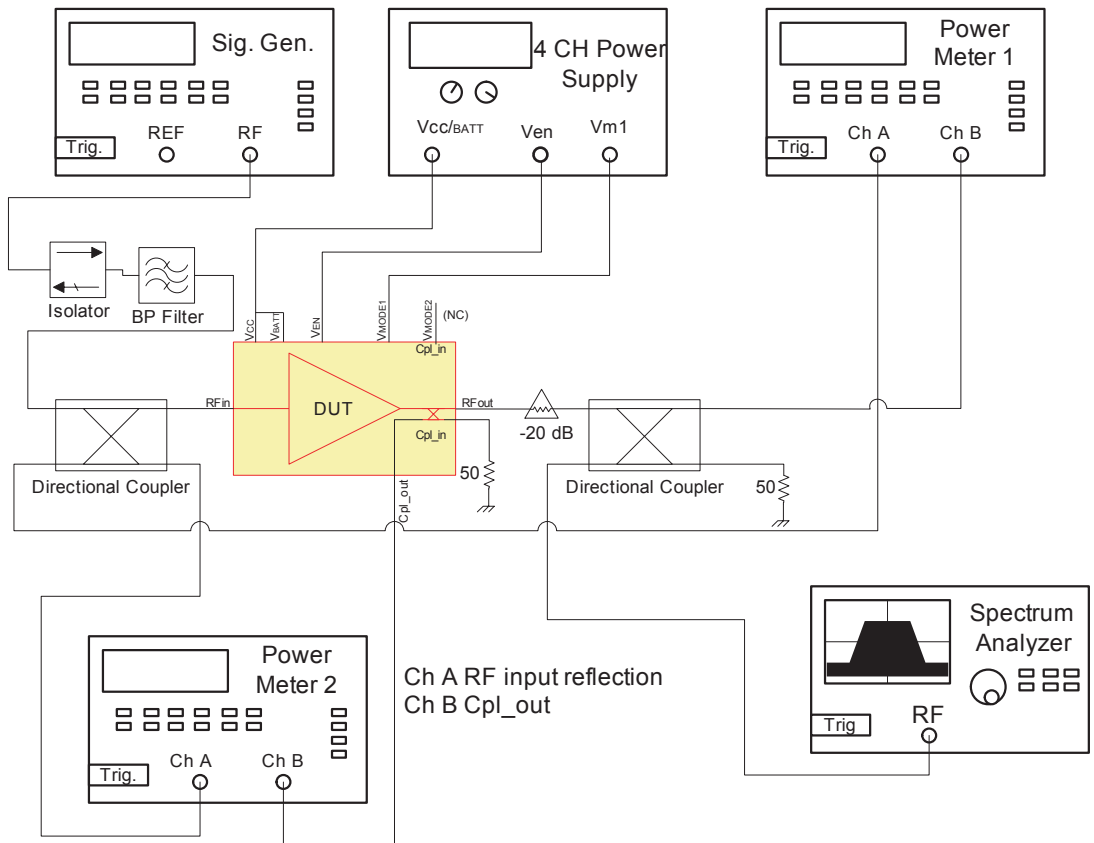 Sig. Gen.
REF
RF
Trig.
4 CH Power
Supply
Vcc/BATT
Ven
Vm1
Power
Meter 1
Ch A
Ch B
Trig.
Isolator
BP Filter
VCC
VBATT
VEN
VMODE1
VMODE2
(NC)
Cpl_in
RFin
DUT
RFout
Cpl_in
-20 dB
50
Cpl_out
Directional Coupler
Directional Coupler
50
Power
Meter 2
Ch A
Ch B
Trig.
Ch A RF input reflection
Ch B Cpl_out
Spectrum
Analyzer
RF
Trig